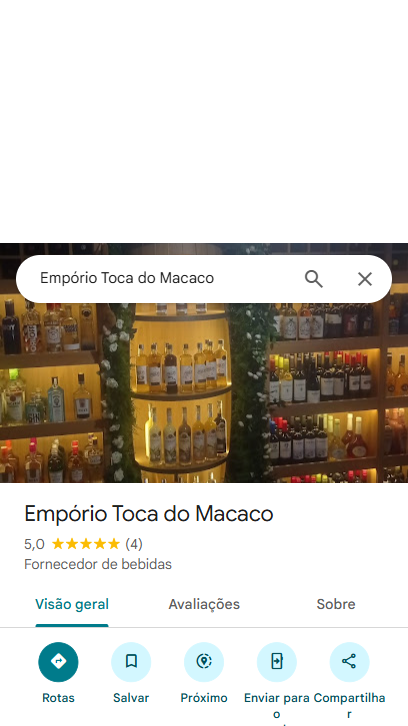 Empório Toca do Macaco
Empório Toca do Macaco
5,0 (4)
Fornecedor de bebidas
Visão geral Avaliações Sobre
Rotas Salvar Próximo Enviar para Compartilha
o r